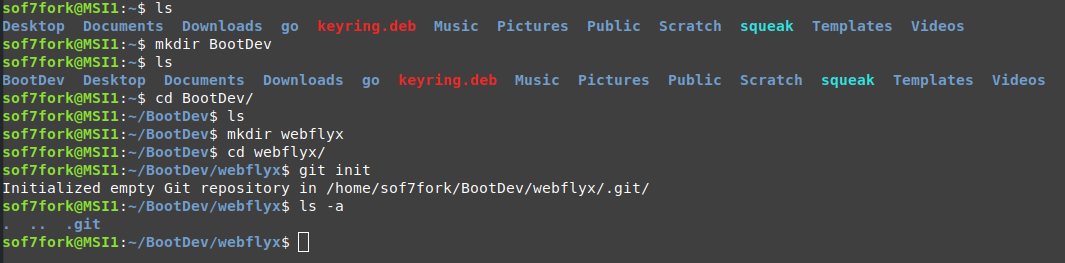 sof7fork@MSI1:~$ ls
Desktop  Documents  Downloads  go  keyring.deb  Music  Pictures  Public  Scratch  squeak  Templates  Videos
sof7fork@MSI1:~$ mkdir BootDev
sof7fork@MSI1:~$ ls
BootDev  Desktop  Documents  Downloads  go  keyring.deb  Music  Pictures  Public  Scratch  squeak  Templates  Videos
sof7fork@MSI1:~$ cd BootDev/
sof7fork@MSI1:~/BootDev$ ls
sof7fork@MSI1:~/BootDev$ mkdir webflyx
sof7fork@MSI1:~/BootDev$ cd webflyx/
sof7fork@MSI1:~/BootDev/webflyx$ git init
Initialized empty Git repository in /home/sof7fork/BootDev/webflyx/.git/
sof7fork@MSI1:~/BootDev/webflyx$ ls -a
.  ..  .git
sof7fork@MSI1:~/BootDev/webflyx$